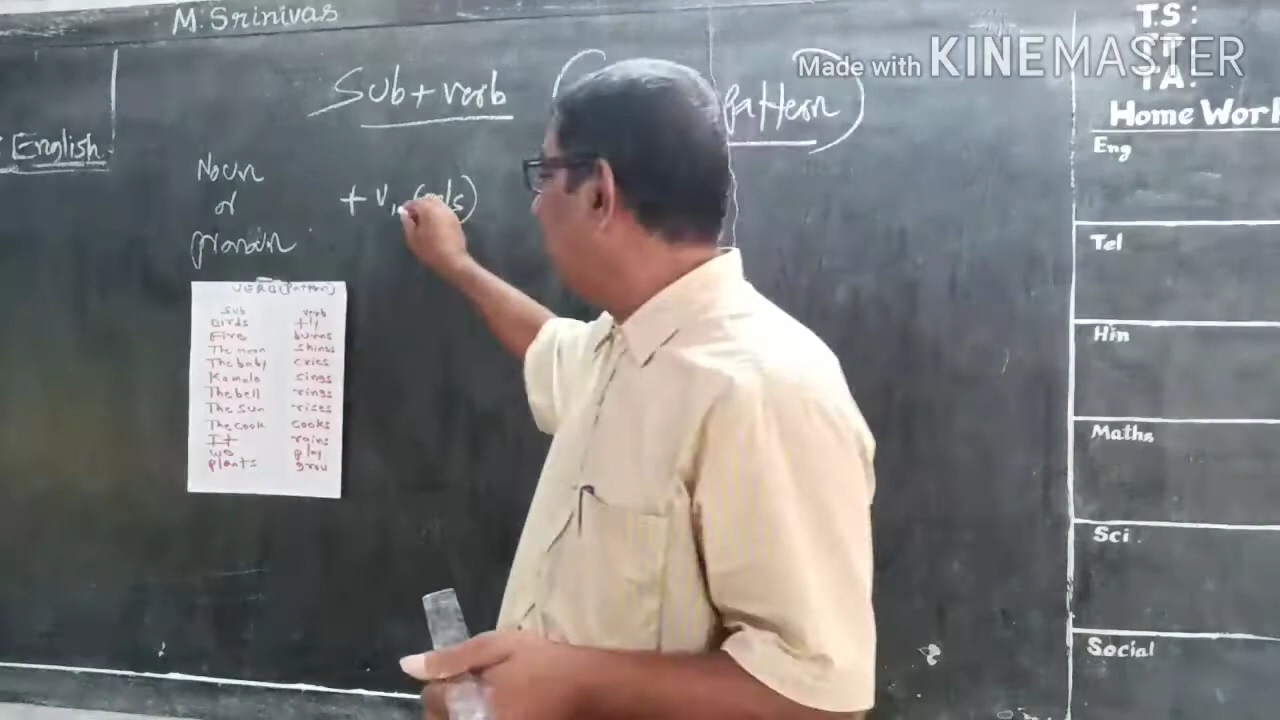 M. Srinivas
Made with KINEMASTER
T.S:
TA:
Home Work
: English
Sub + verb
pattern)
Noun
or
pronoun
+ V
VERB (Pattern)
Sub verb
Birds fly
Fire burns
The moon shines
The baby cries
Kamala sings
The bell rings
The sun rises
The cook cooks
It rains
we play
plants grow
Eng
Tel
Hin
Maths
Sci.
Social